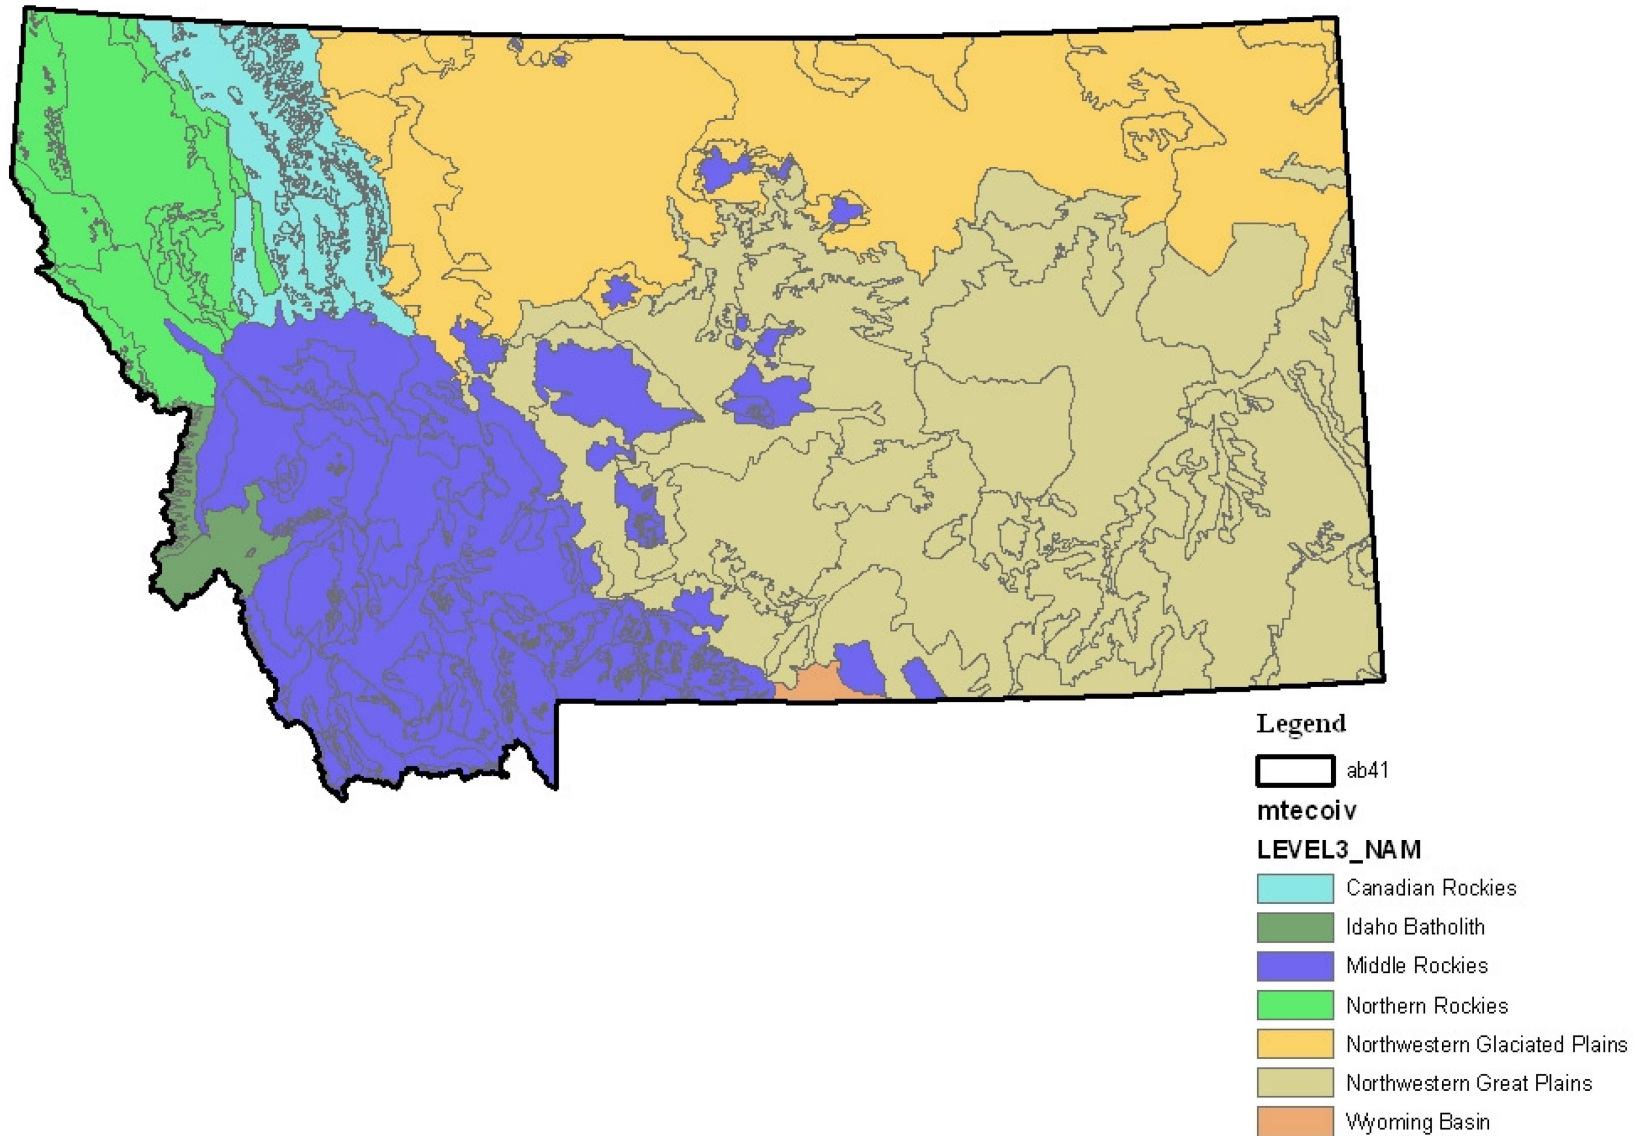 Legend
ab41
mtecoiv
LEVEL3_NAM
Canadian Rockies
Idaho Batholith
Middle Rockies
Northern Rockies
Northwestern Glaciated Plains
Northwestern Great Plains
Wyoming Basin